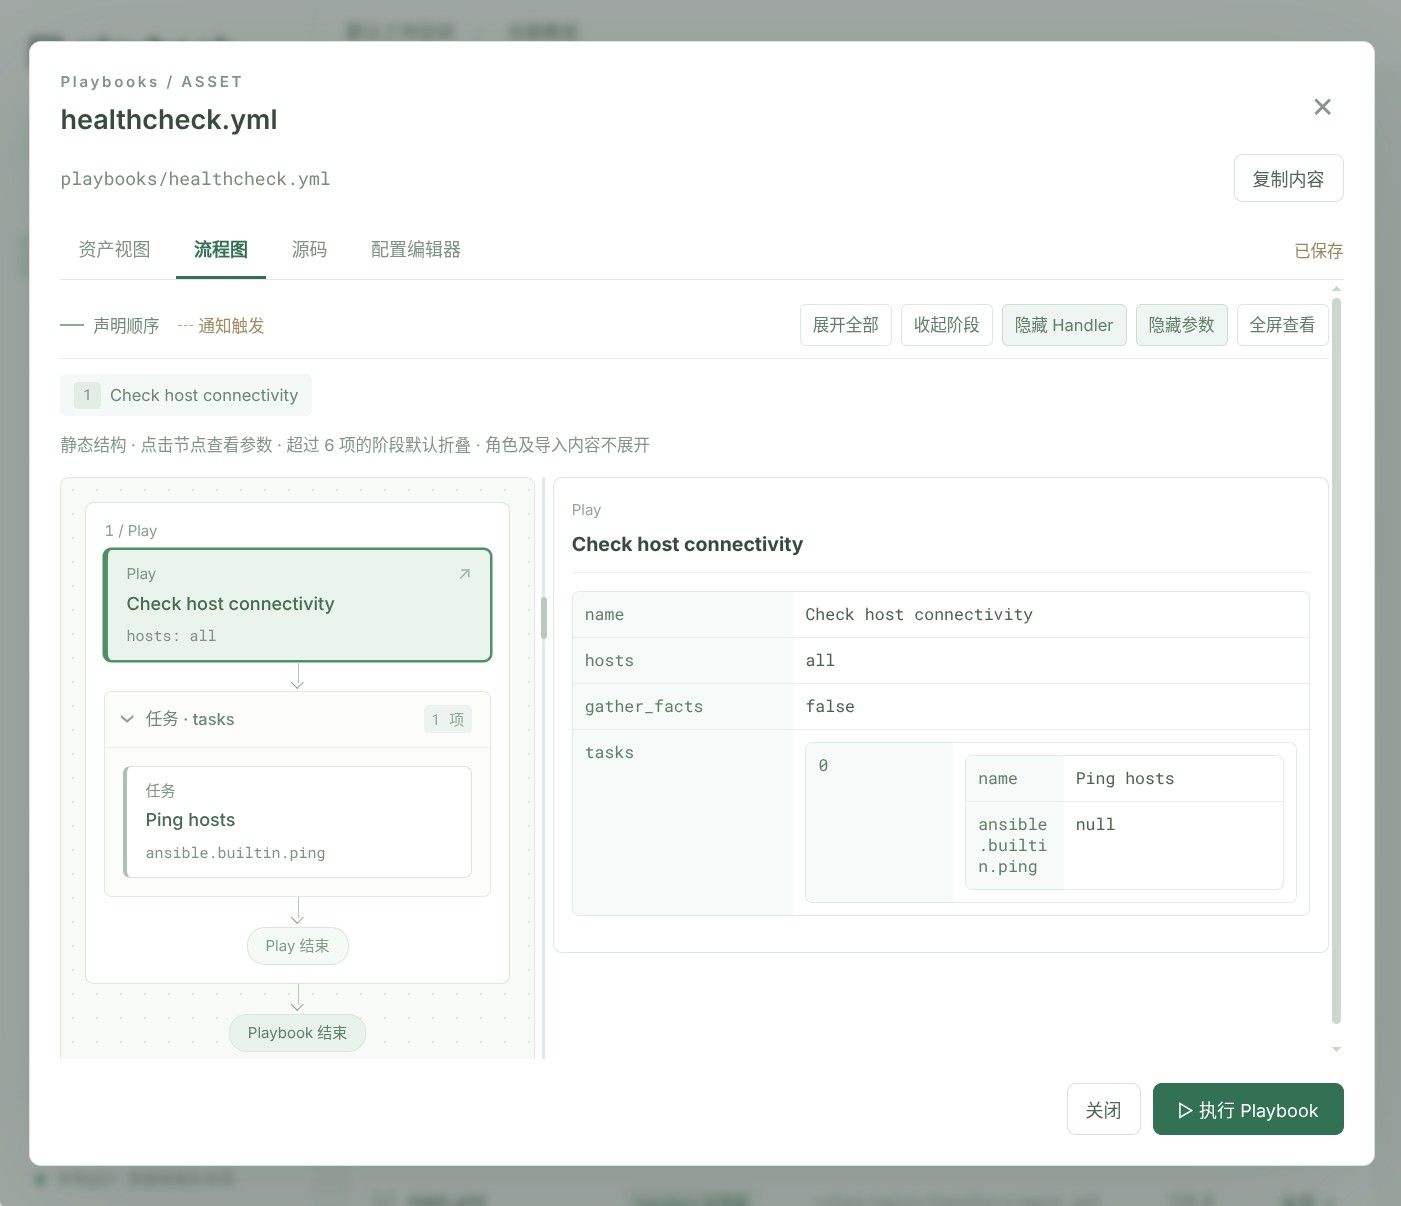 Playbooks / ASSET
healthcheck.yml
playbooks/healthcheck.yml
复制内容
资产视图 流程图 源码 配置编辑器 已保存
声明顺序 --- 通知触发 展开全部 收起阶段 隐藏 Handler 隐藏参数 全屏查看
1 Check host connectivity
静态结构 · 点击节点查看参数 · 超过 6 项的阶段默认折叠 · 角色及导入内容不展开
1 / Play
Play
Check host connectivity
hosts: all
任务 · tasks 1 项
任务
Ping hosts
ansible.builtin.ping
Play 结束
Playbook 结束
Play
Check host connectivity
name Check host connectivity
hosts all
gather_facts false
tasks
0
name Ping hosts
ansible null
.builti
n.ping
关闭 执行 Playbook